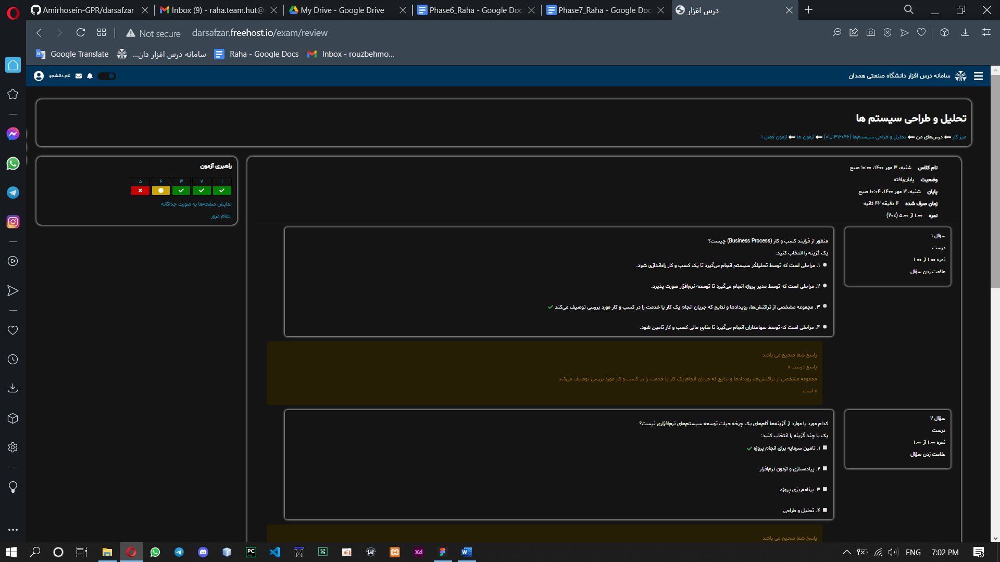 Amirhosein-GPR/darsafzar
Inbox (9) - raha.team.hut@
My Drive - Google Drive
Phase6_Raha - Google Doc
Phase7_Raha - Google Doc
درس افزار
Not secure
darsafzar.freehost.io/exam/review
Google Translate
سامانه درس افزار دان...
Raha - Google Docs
Inbox - rouzbehmo...
سامانه درس افزار دانشگاه صنعتی همدان
نام دانشجو
تحلیل و طراحی سیستم ها
میز کار درس‌های من تحلیل و طراحی سیستم‌ها (۱۳۱۲۰۴۶_۰۱) آزمون ها آزمون فصل ۱
نام کلاس شنبه، ۳ مهر ۱۴۰۰، ۱۰:۰۰ صبح
وضعیت پایان‌یافته
پایان شنبه، ۳ مهر ۱۴۰۰، ۱۰:۰۴ صبح
زمان صرف شده ۴ دقیقه ۴۲ ثانیه
نمره ۱.۰۰ از ۵.۰۰ (۲۰٪)
راهبری آزمون
۱ ۲ ۳ ۴ ۵
نمایش صفحه‌ها به صورت جداگانه
اتمام مرور
سؤال ۱
درست
نمره ۱.۰۰ از ۱.۰۰
علامت زدن سؤال
منظور از فرایند کسب و کار (Business Process) چیست؟
یک گزینه را انتخاب کنید:
۱. مراحلی است که توسط تحلیلگر سیستم انجام می‌گیرد تا یک کسب و کار راه‌اندازی شود.
۲. مراحلی است که توسط مدیر پروژه انجام می‌گیرد تا توسعه نرم‌افزار صورت پذیرد.
۳. مجموعه مشخصی از تراکنش‌ها، رویدادها و نتایج که جریان انجام یک کار یا خدمت را در کسب و کار مورد بررسی توصیف می‌کند
۴. مراحلی است که توسط سهامداران انجام می‌گیرد تا منابع مالی کسب و کار تامین شود.
پاسخ شما صحیح می باشد
پاسخ درست «
مجموعه مشخصی از تراکنش‌ها، رویدادها و نتایج که جریان انجام یک کار یا خدمت را در کسب و کار مورد بررسی توصیف می‌کند
» است.
سؤال ۲
درست
نمره ۱.۰۰ از ۱.۰۰
علامت زدن سؤال
کدام مورد یا موارد از گزینه‌ها گام‌های یک چرخه حیات توسعه سیستم‌های نرم‌افزاری نیست؟
یک یا چند گزینه را انتخاب کنید:
۱. تامین سرمایه برای انجام پروژه
۲. پیاده‌سازی و آزمون نرم‌افزار
۳. برنامه‌ریزی پروژه
۴. تحلیل و طراحی
پاسخ شما صحیح می باشد
ENG
7:02 PM